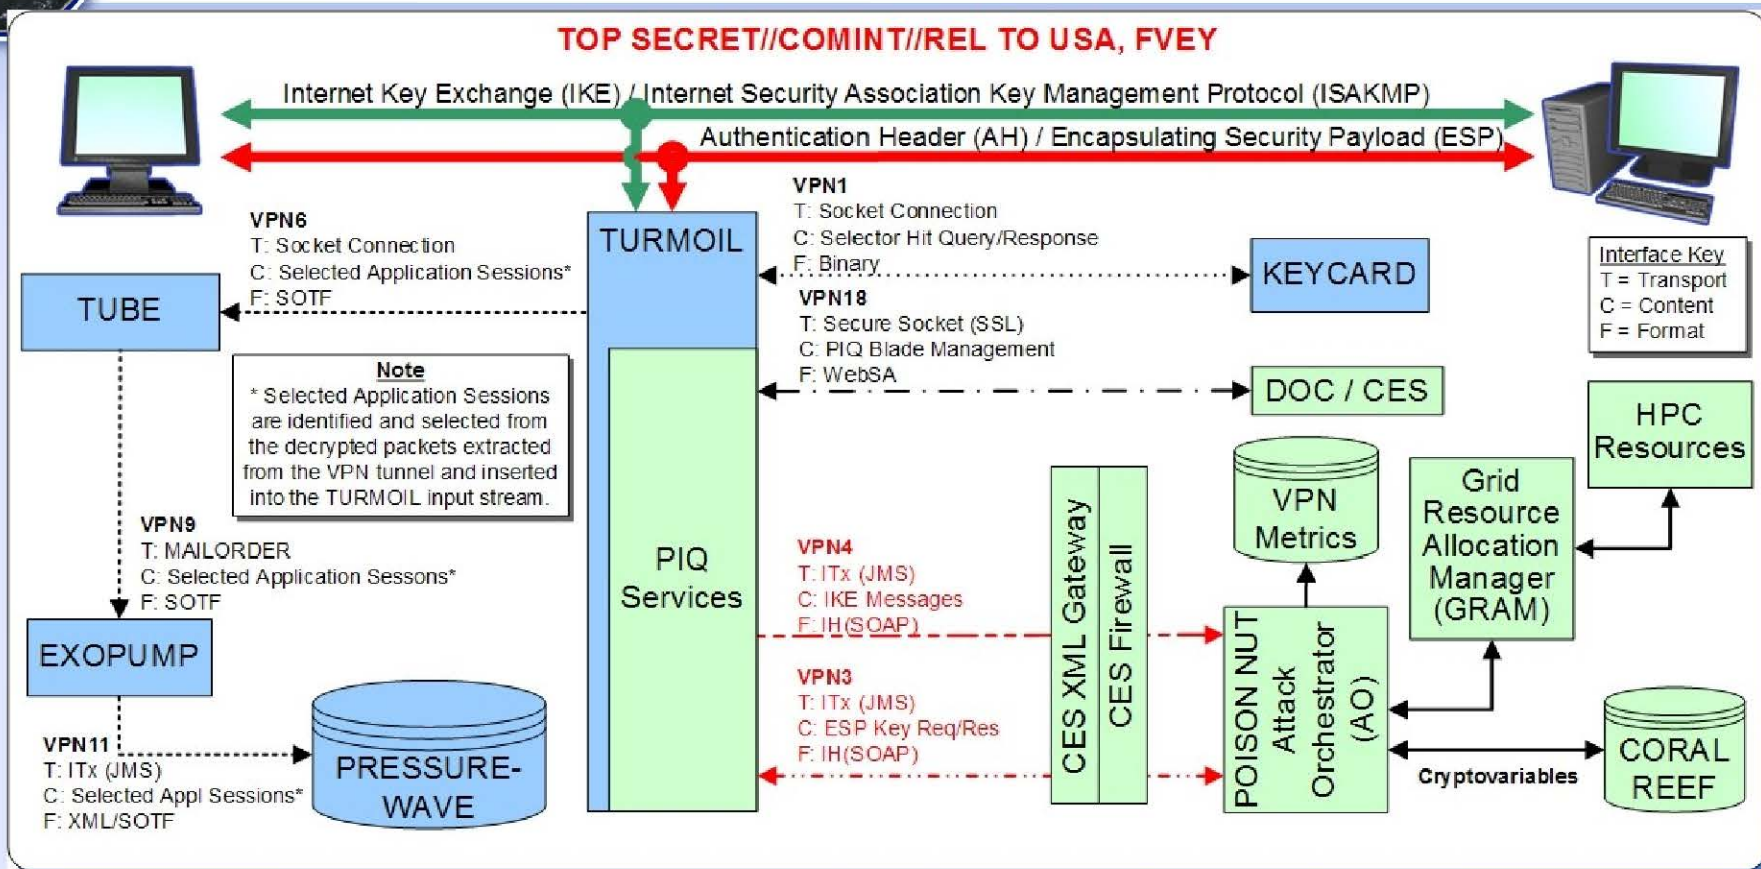 TOP SECRET//COMINT//REL TO USA, FVEY
Internet Key Exchange (IKE) / Internet Security Association Key Management Protocol (ISAKMP)
Authentication Header (AH) / Encapsulating Security Payload (ESP)
VPN6
T: Socket Connection
C: Selected Application Sessions*
F: SOTF
TUBE
Note
* Selected Application Sessions
are identified and selected from
the decrypted packets extracted
from the VPN tunnel and inserted
into the TURMOIL input stream.
VPN9
T: MAILORDER
C: Selected Application Sessons*
F: SOTF
EXOPUMP
VPN11
T: ITx (JMS)
C: Selected Appl Sessions*
F: XML/SOTF
PRESSURE-
WAVE
TURMOIL
PIQ
Services
VPN1
T: Socket Connection
C: Selector Hit Query/Response
F: Binary
KEYCARD
VPN18
T: Secure Socket (SSL)
C: PIQ Blade Management
F: WebSA
DOC / CES
Interface Key
T = Transport
C = Content
F = Format
VPN4
T: ITx (JMS)
C: IKE Messages
F: IH(SOAP)
VPN3
T: ITx (JMS)
C: ESP Key Req/Res
F: IH(SOAP)
CES XML Gateway
CES Firewall
VPN
Metrics
POISON NUT
Attack
Orchestrator
(AO)
Grid
Resource
Allocation
Manager
(GRAM)
HPC
Resources
Cryptovariables
CORAL
REEF